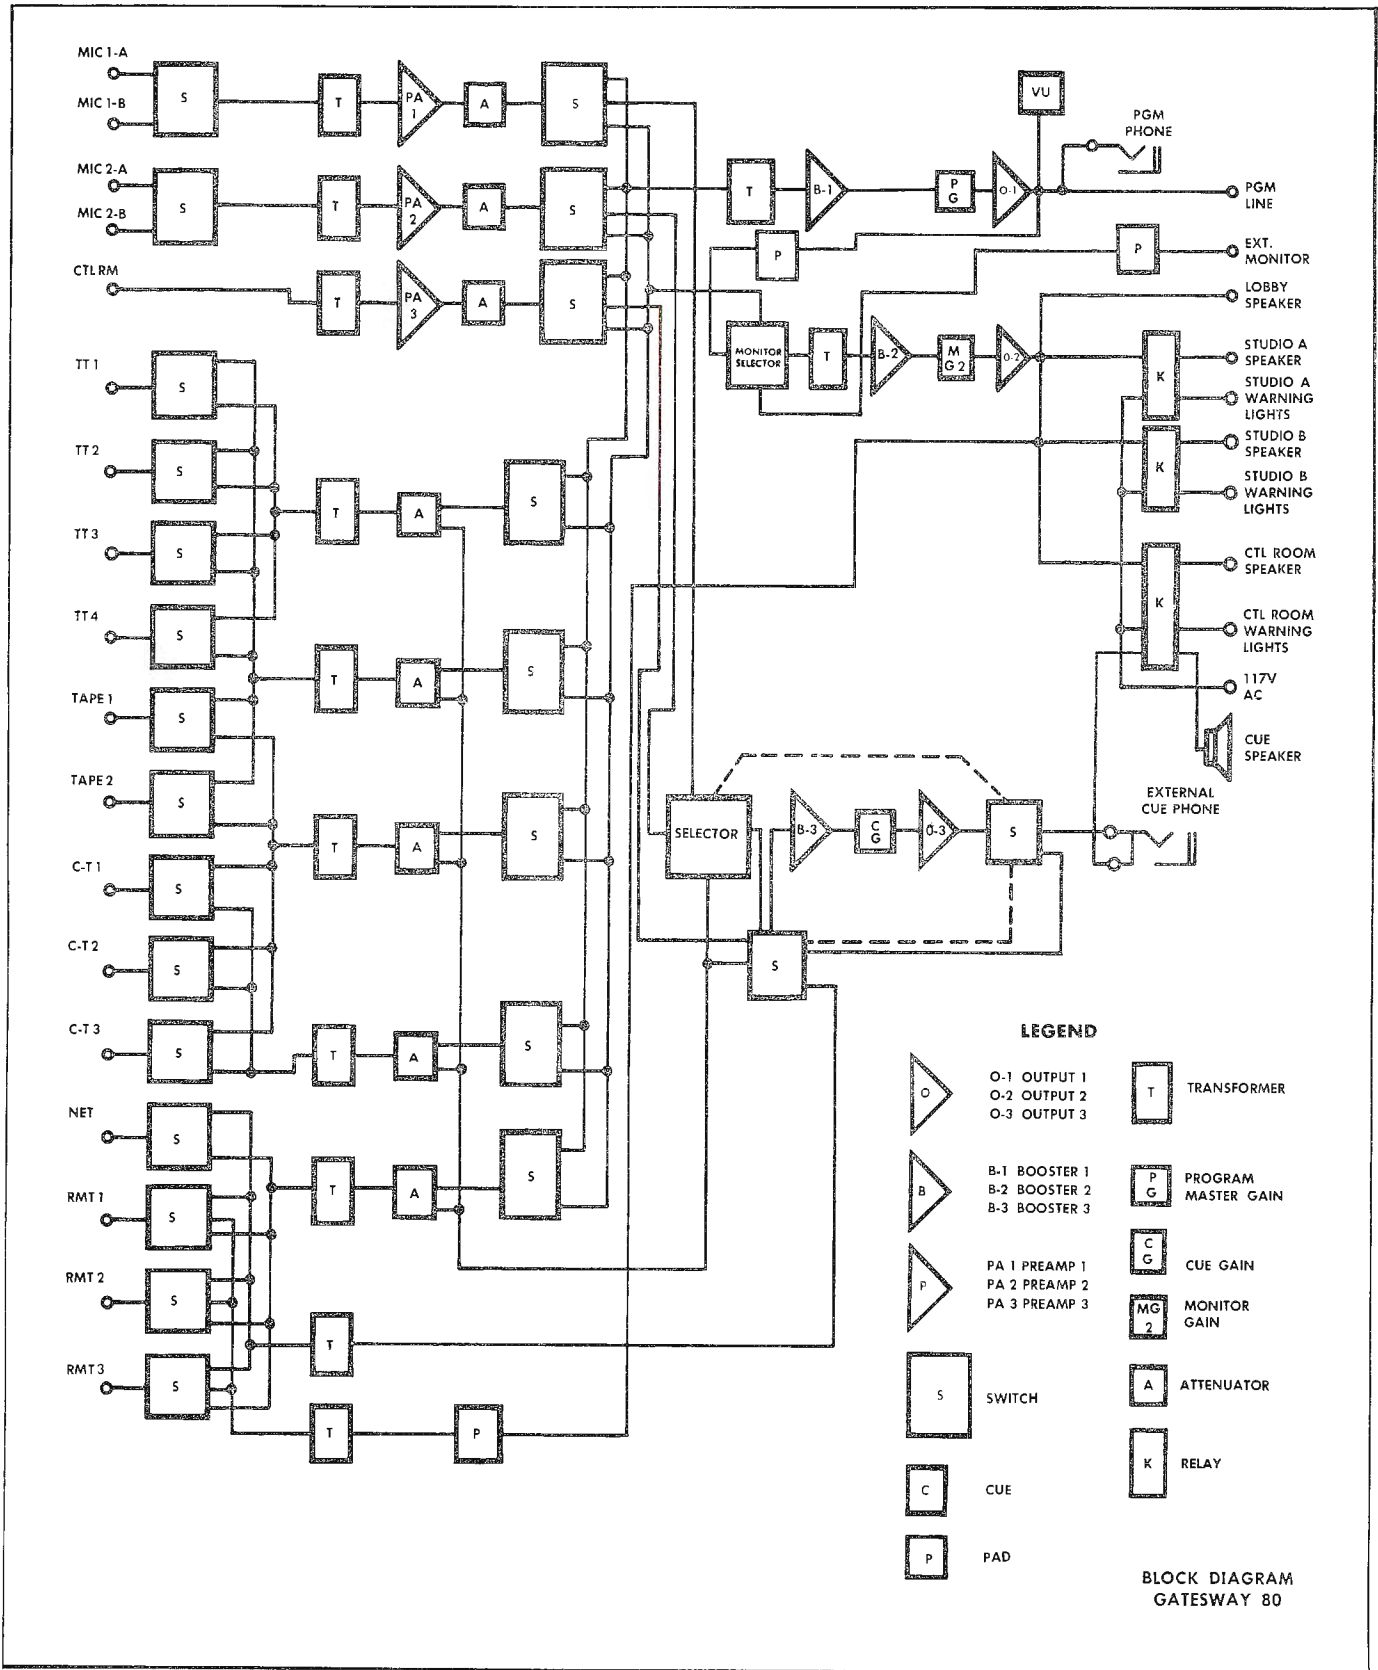 MIC 1-A
S
T
PA
1
A
S
MIC 1-B
VU
PGM
PHONE
MIC 2-A
S
T
PA
2
A
S
MIC 2-B
T
B-1
P
G
O-1
PGM
LINE
P
P
EXT.
MONITOR
CTL RM
T
PA
3
A
S
LOBBY
SPEAKER
MONITOR
SELECTOR
T
B-2
M
G2
O-2
K
STUDIO A
SPEAKER
STUDIO A
WARNING
LIGHTS
TT 1
S
TT 2
S
K
STUDIO B
SPEAKER
STUDIO B
WARNING
LIGHTS
T
A
S
TT 3
S
K
CTL ROOM
SPEAKER
CTL ROOM
WARNING
LIGHTS
TT 4
S
T
A
S
117V
AC
TAPE 1
S
CUE
SPEAKER
TAPE 2
S
EXTERNAL
CUE PHONE
T
A
S
SELECTOR
B-3
C
G
O-3
S
C-T 1
S
C-T 2
S
S
C-T 3
S
T
A
S
NET
S
T
A
S
RMT 1
S
RMT 2
S
T
RMT 3
S
T
P
LEGEND
O
O-1 OUTPUT 1
O-2 OUTPUT 2
O-3 OUTPUT 3
T
TRANSFORMER
B
B-1 BOOSTER 1
B-2 BOOSTER 2
B-3 BOOSTER 3
P
G
PROGRAM
MASTER GAIN
P
PA 1 PREAMP 1
PA 2 PREAMP 2
PA 3 PREAMP 3
C
G
CUE GAIN
MG
2
MONITOR
GAIN
S
SWITCH
A
ATTENUATOR
K
RELAY
C
CUE
P
PAD
BLOCK DIAGRAM
GATESWAY 80